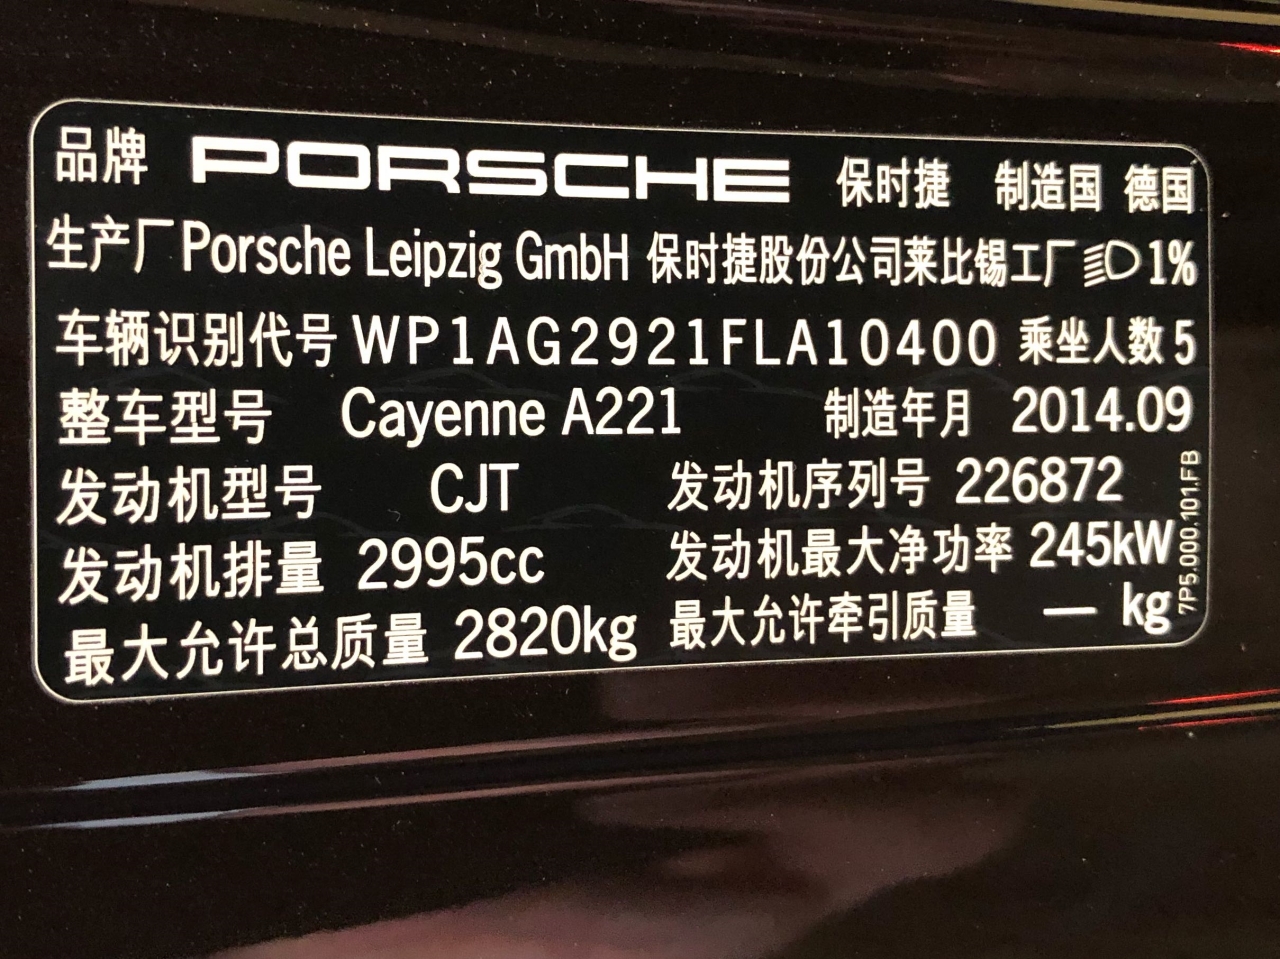 品牌 PORSCHE 保时捷 制造国 德国
生产厂 Porsche Leipzig GmbH 保时捷股份公司莱比锡工厂 1%
车辆识别代号 WP1AG2921FLA10400 乘坐人数 5
整车型号 Cayenne A221 制造年月 2014.09
发动机型号 CJT 发动机序列号 226872
发动机排量 2995cc 发动机最大净功率 245kW
最大允许总质量 2820kg 最大允许牵引质量 — kg
7P5.000.101.FB